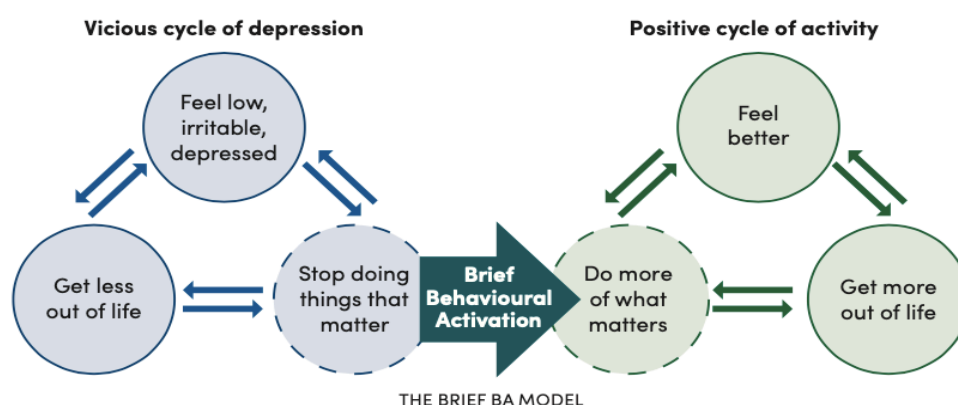 Vicious cycle of depression
Positive cycle of activity
Feel low,
irritable,
depressed
Feel
better
Get less
out of life
Stop doing
things that
matter
Brief
Behavioural
Activation
Do more
of what
matters
Get more
out of life
THE BRIEF BA MODEL